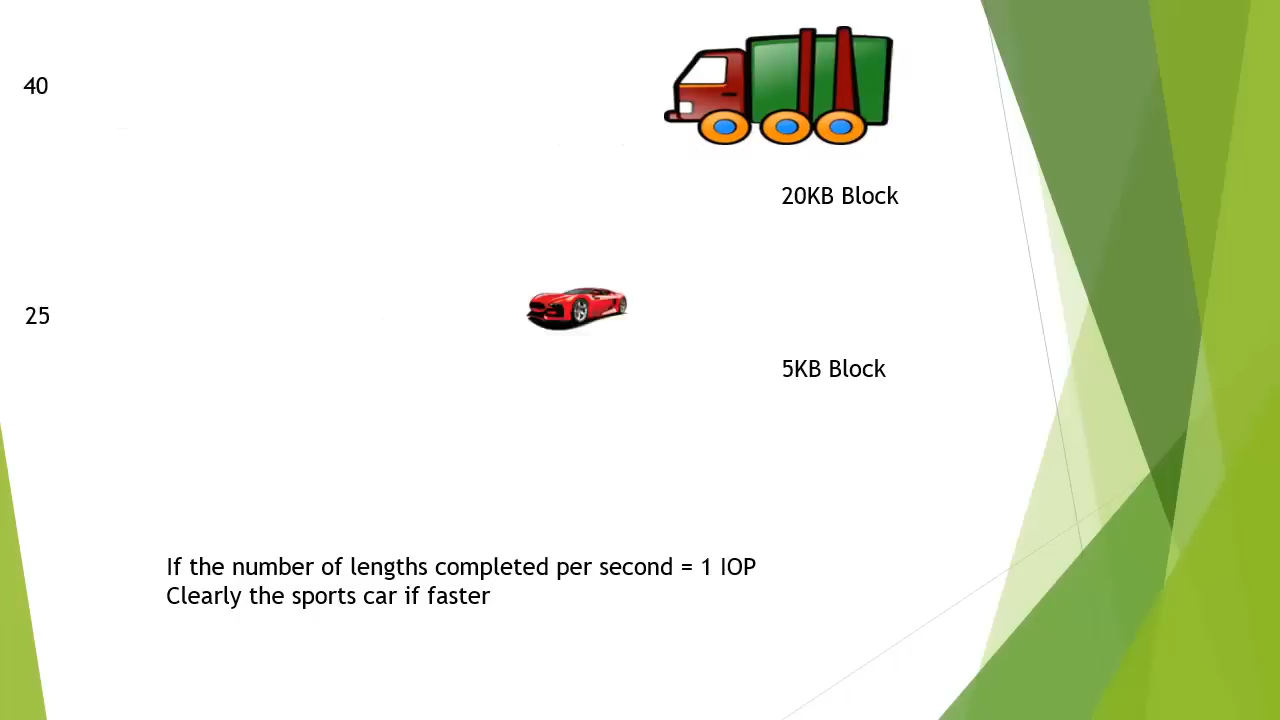 40
20KB Block
25
5KB Block
If the number of lengths completed per second = 1 IOP
Clearly the sports car if faster